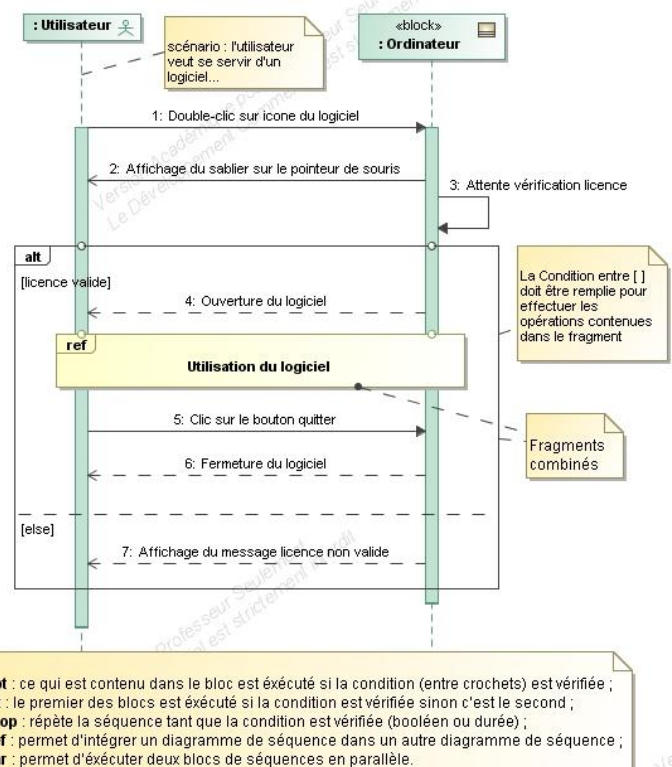 : Utilisateur
scénario : l'utilisateur
veut se servir d'un
logiciel...
«block»
: Ordinateur
1: Double-clic sur icone du logiciel
2: Affichage du sablier sur le pointeur de souris
3: Attente vérification licence
alt
[licence valide]
La Condition entre [ ]
doit être remplie pour
effectuer les
opérations contenues
dans le fragment
4: Ouverture du logiciel
ref
Utilisation du logiciel
5: Clic sur le bouton quitter
Fragments
combinés
6: Fermeture du logiciel
[else]
7: Affichage du message licence non valide
: ce qui est contenu dans le bloc est éxécuté si la condition (entre crochets) est vérifiée ;
: le premier des blocs est éxécuté si la condition est vérifiée sinon c'est le second ;
: répète la séquence tant que la condition est vérifiée (booléen ou durée) ;
: permet d'intégrer un diagramme de séquence dans un autre diagramme de séquence ;
: permet d'éxécuter deux blocs de séquences en parallèle.